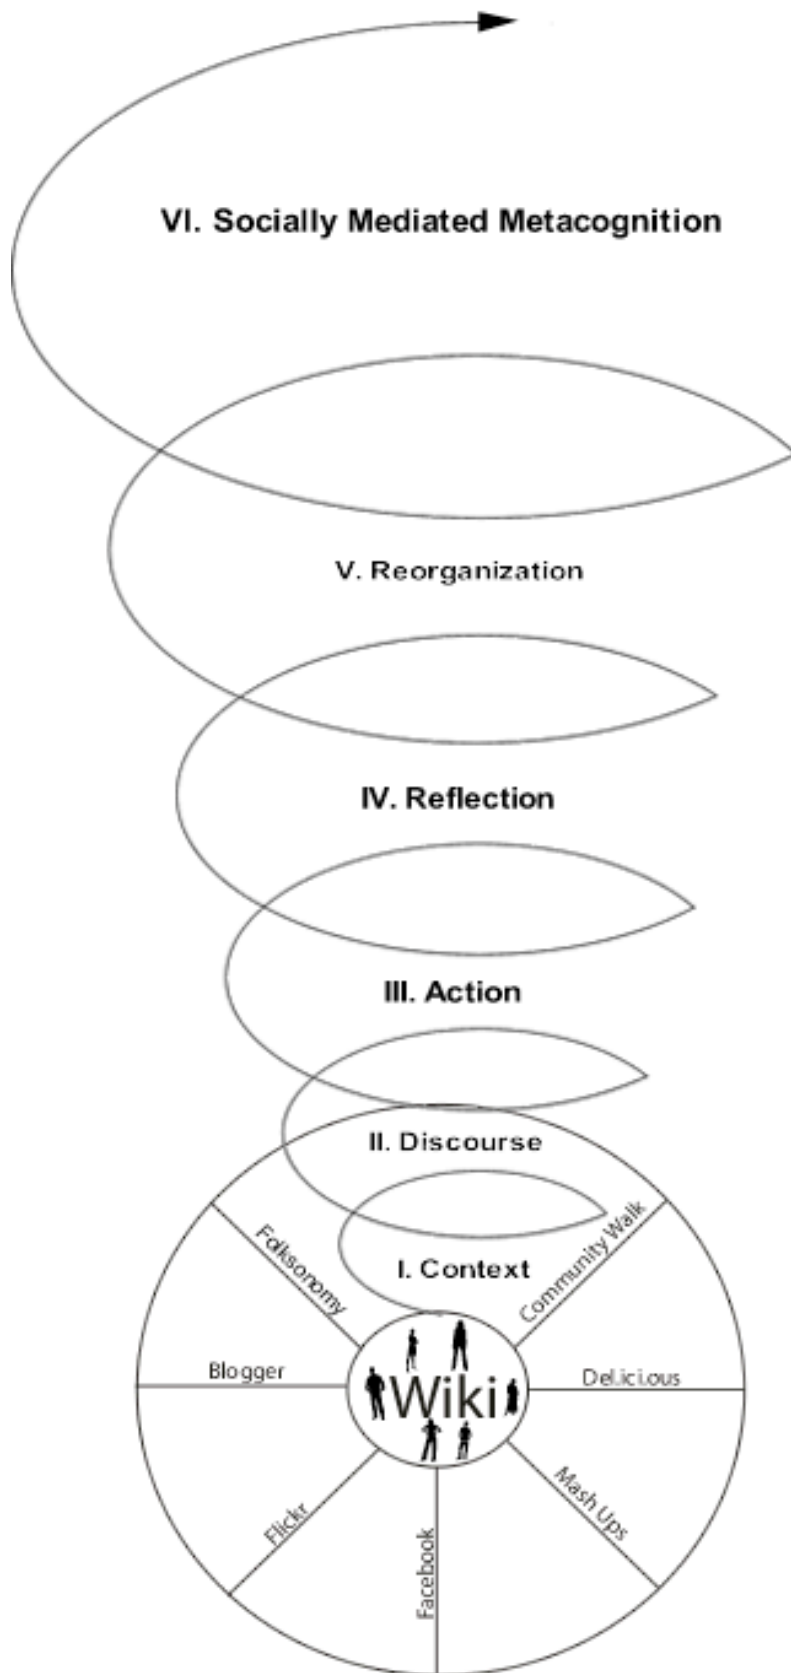 VI. Socially Mediated Metacognition
V. Reorganization
IV. Reflection
III. Action
II. Discourse
I. Context
Folksonomy
Community Walk
Blogger
Wiki
Del.ici.ous
Flickr
Facebook
Mash Ups